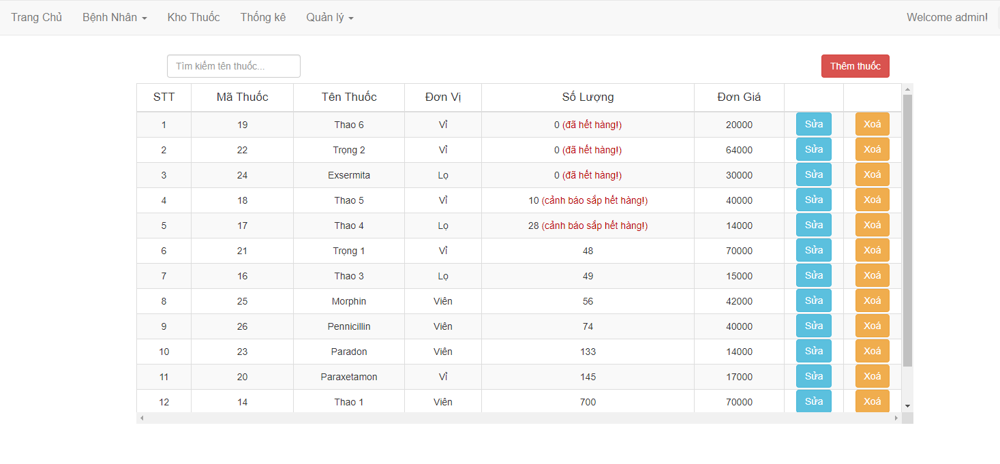 Trang Chủ Bệnh Nhân Kho Thuốc Thống kê Quản lý Welcome admin!
Tìm kiếm tên thuốc... Thêm thuốc
STT Mã Thuốc Tên Thuốc Đơn Vị Số Lượng Đơn Giá
1 19 Thao 6 Vỉ 0 (đã hết hàng!) 20000 Sửa Xoá
2 22 Trọng 2 Vỉ 0 (đã hết hàng!) 64000 Sửa Xoá
3 24 Exsermita Lọ 0 (đã hết hàng!) 30000 Sửa Xoá
4 18 Thao 5 Vỉ 10 (cảnh báo sắp hết hàng!) 40000 Sửa Xoá
5 17 Thao 4 Lọ 28 (cảnh báo sắp hết hàng!) 14000 Sửa Xoá
6 21 Trọng 1 Vỉ 48 70000 Sửa Xoá
7 16 Thao 3 Lọ 49 15000 Sửa Xoá
8 25 Morphin Viên 56 42000 Sửa Xoá
9 26 Pennicillin Viên 74 40000 Sửa Xoá
10 23 Paradon Viên 133 14000 Sửa Xoá
11 20 Paraxetamon Vỉ 145 17000 Sửa Xoá
12 14 Thao 1 Viên 700 70000 Sửa Xoá